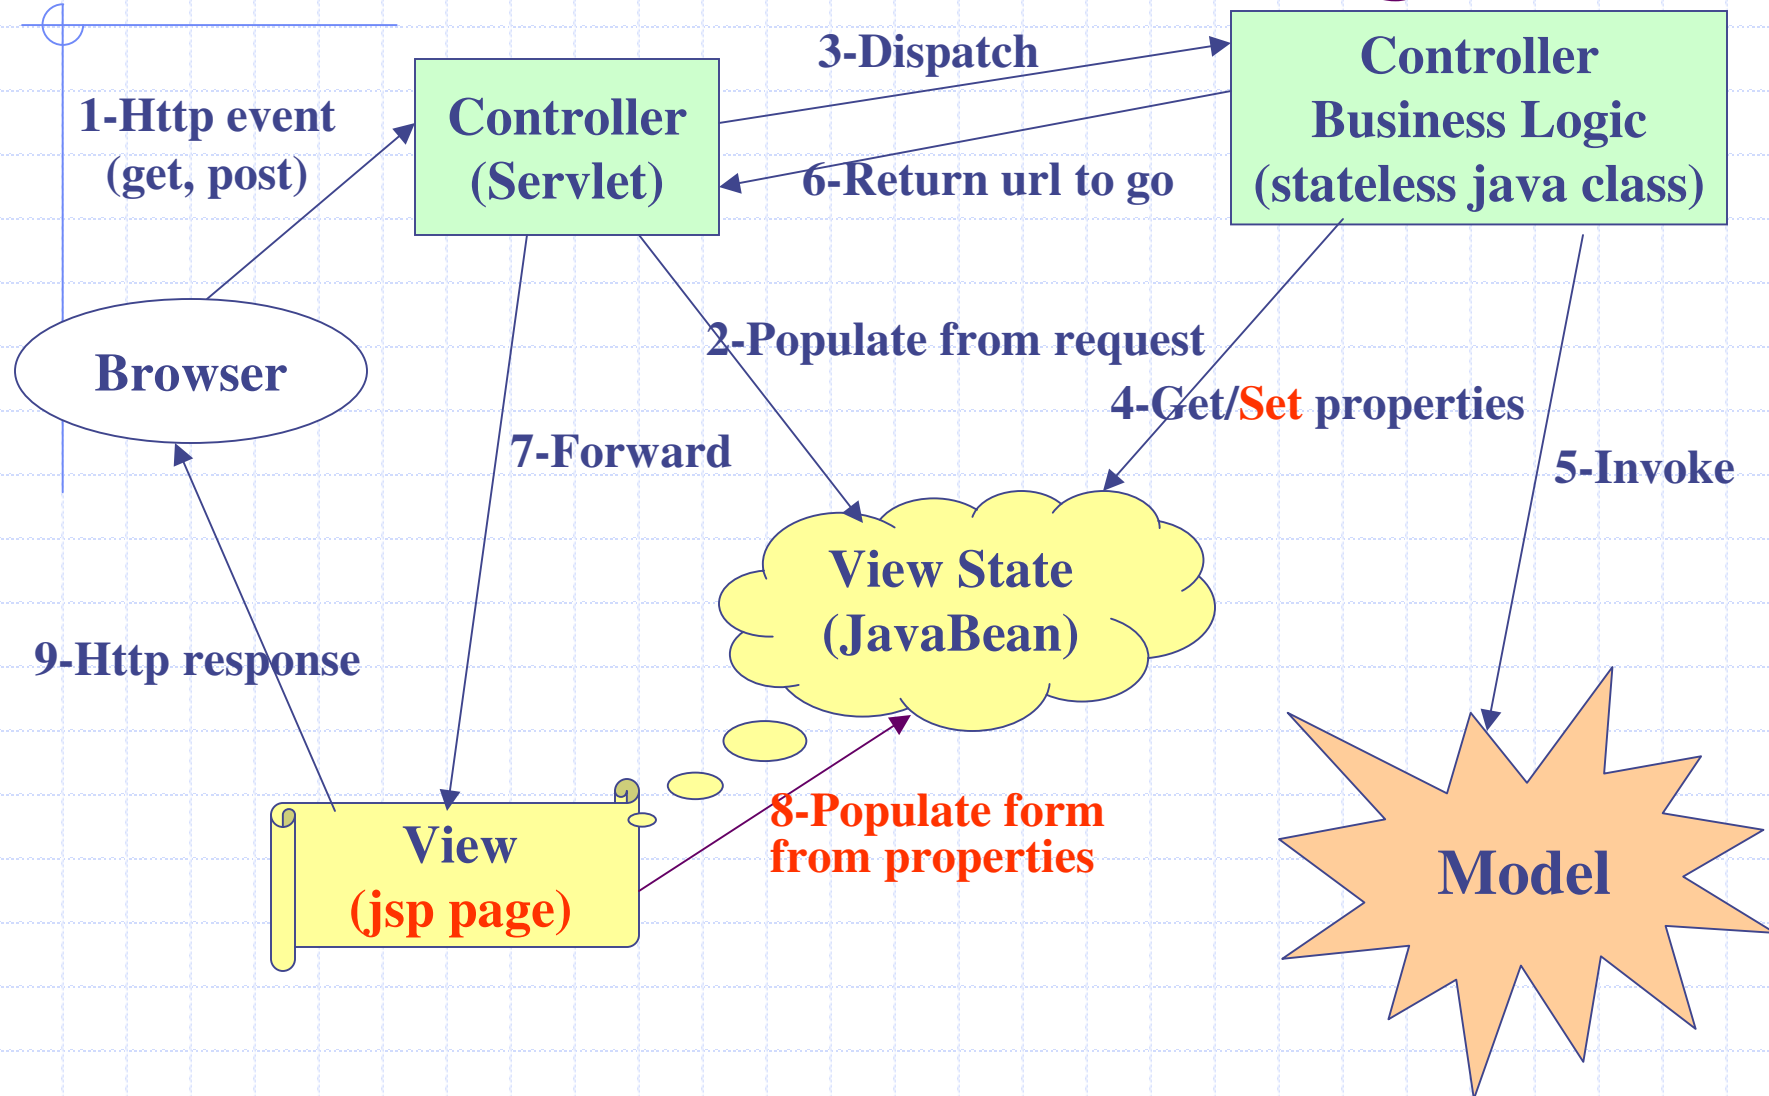 3-Dispatch
Controller
Business Logic
(stateless java class)
1-Http event
(get, post)
Controller
(Servlet)
6-Return url to go
2-Populate from request
Browser
4-Get/Set properties
7-Forward
5-Invoke
View State
(JavaBean)
9-Http response
8-Populate form
from properties
View
(jsp page)
Model